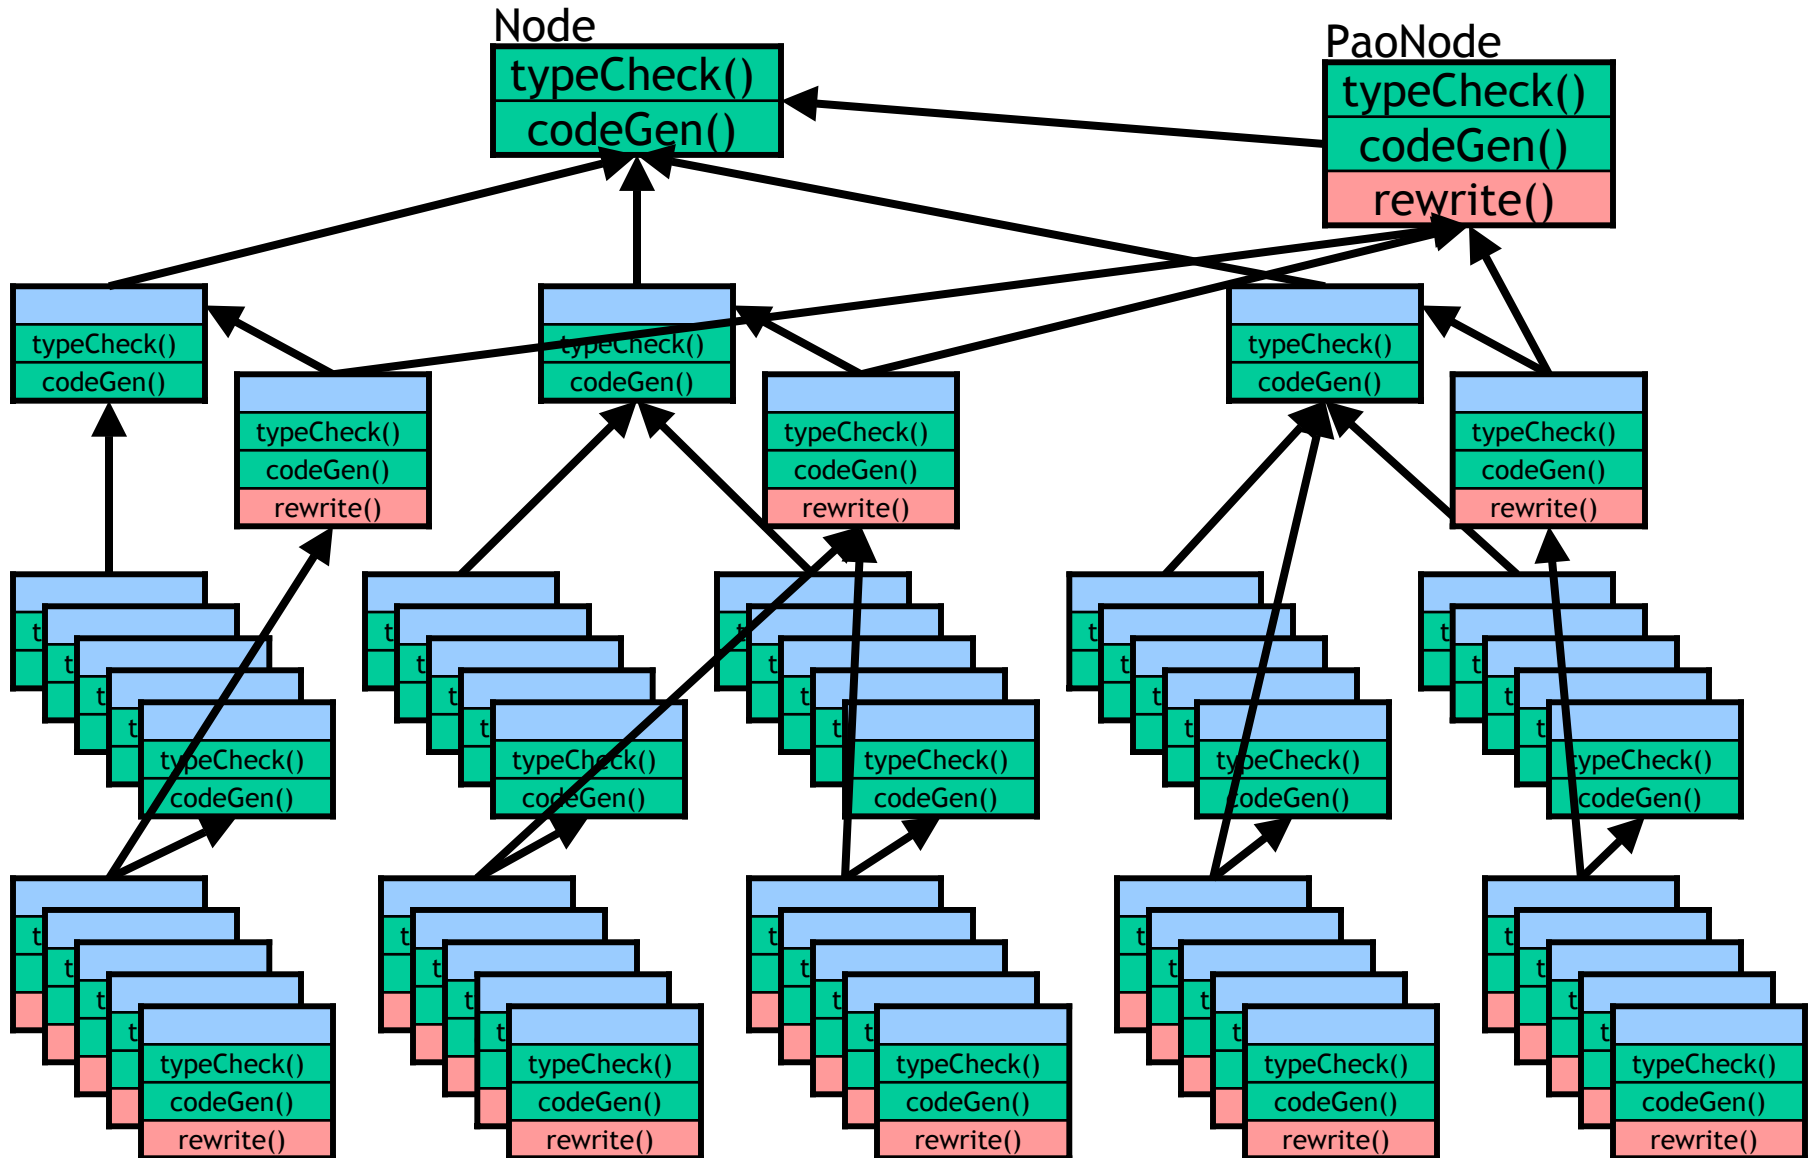 Node
typeCheck()
codeGen()
PaoNode
typeCheck()
codeGen()
rewrite()
typeCheck()
codeGen()
typeCheck()
codeGen()
rewrite()
typeCheck()
codeGen()
typeCheck()
codeGen()
rewrite()
typeCheck()
codeGen()
typeCheck()
codeGen()
rewrite()
t
t
t
t
typeCheck()
codeGen()
t
t
t
t
typeCheck()
codeGen()
t
t
t
t
typeCheck()
codeGen()
t
t
t
t
typeCheck()
codeGen()
t
t
t
t
typeCheck()
codeGen()
t
t
t
t
typeCheck()
codeGen()
rewrite()
t
t
t
t
typeCheck()
codeGen()
rewrite()
t
t
t
t
typeCheck()
codeGen()
rewrite()
t
t
t
t
typeCheck()
codeGen()
rewrite()
t
t
t
t
typeCheck()
codeGen()
rewrite()